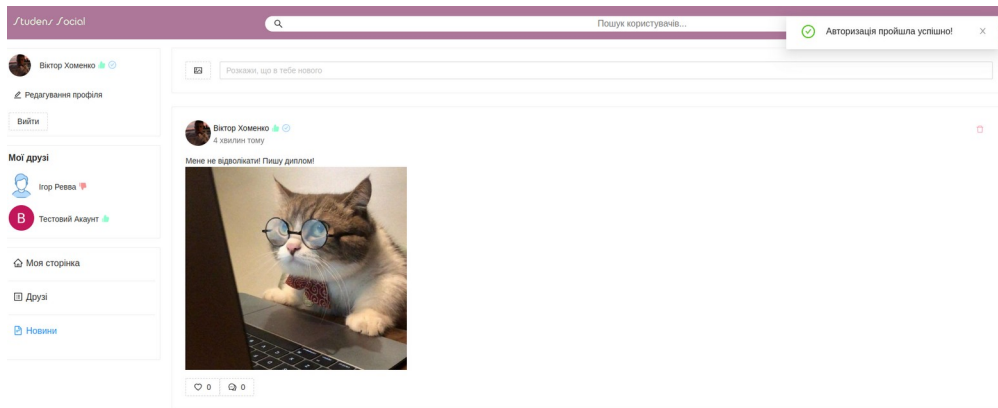 Student Social
Пошук користувачів...
Авторизація пройшла успішно!
Віктор Хоменко
Редагування профіля
Вийти
Мої друзі
Ігор Ревва
В
Тестовий Акаунт
Моя сторінка
Друзі
Новини
Розкажи, що в тебе нового
Віктор Хоменко
4 хвилин тому
Мене не відволікати! Пишу диплом!
0 0